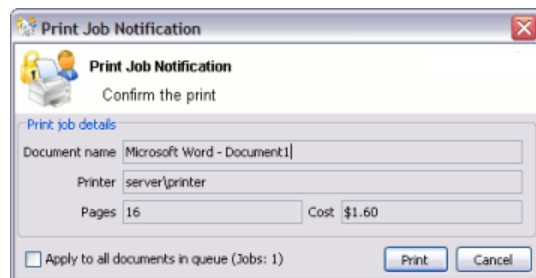 Print Job Notification
Print Job Notification
Confirm the print
Print job details
Document name Microsoft Word - Document1
Printer server\printer
Pages 16 Cost $1.60
Apply to all documents in queue (Jobs: 1) Print Cancel